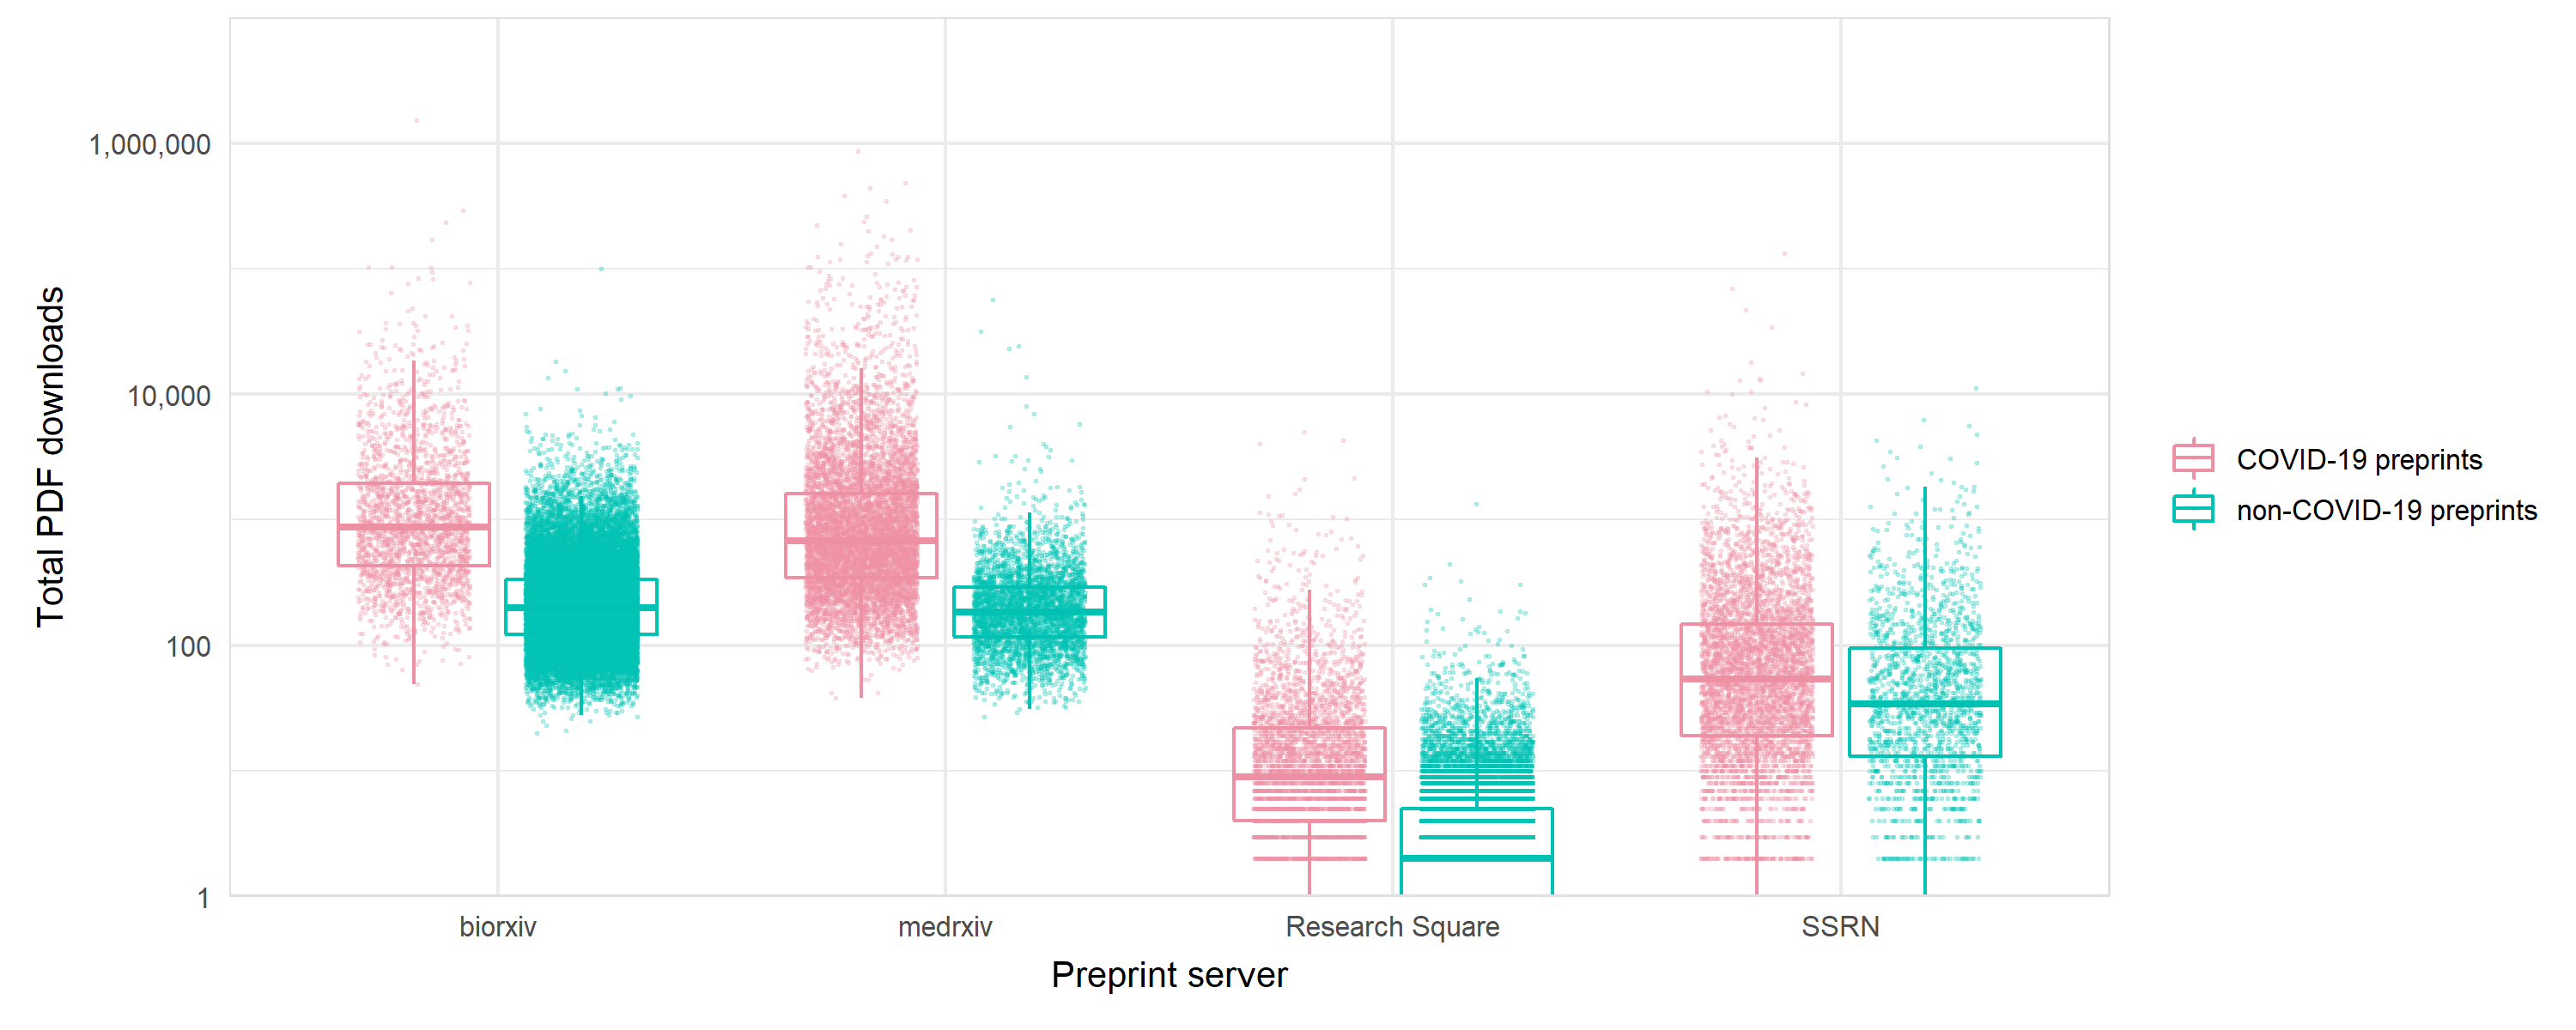 Total PDF downloads
1,000,000
10,000
100
1
biorxiv
medrxiv
Research Square
SSRN
Preprint server
COVID-19 preprints
non-COVID-19 preprints